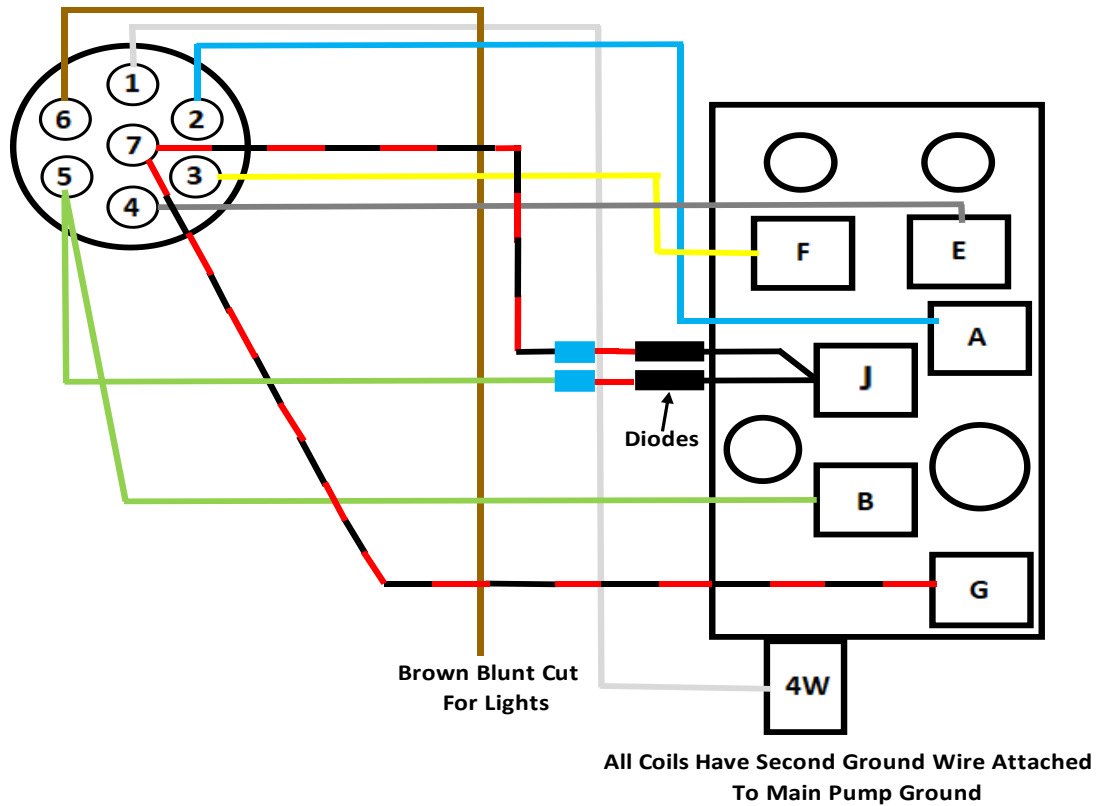 1
6
2
7
5
3
4
F
E
A
J
Diodes
B
G
Brown Blunt Cut
For Lights
4W
All Coils Have Second Ground Wire Attached
To Main Pump Ground